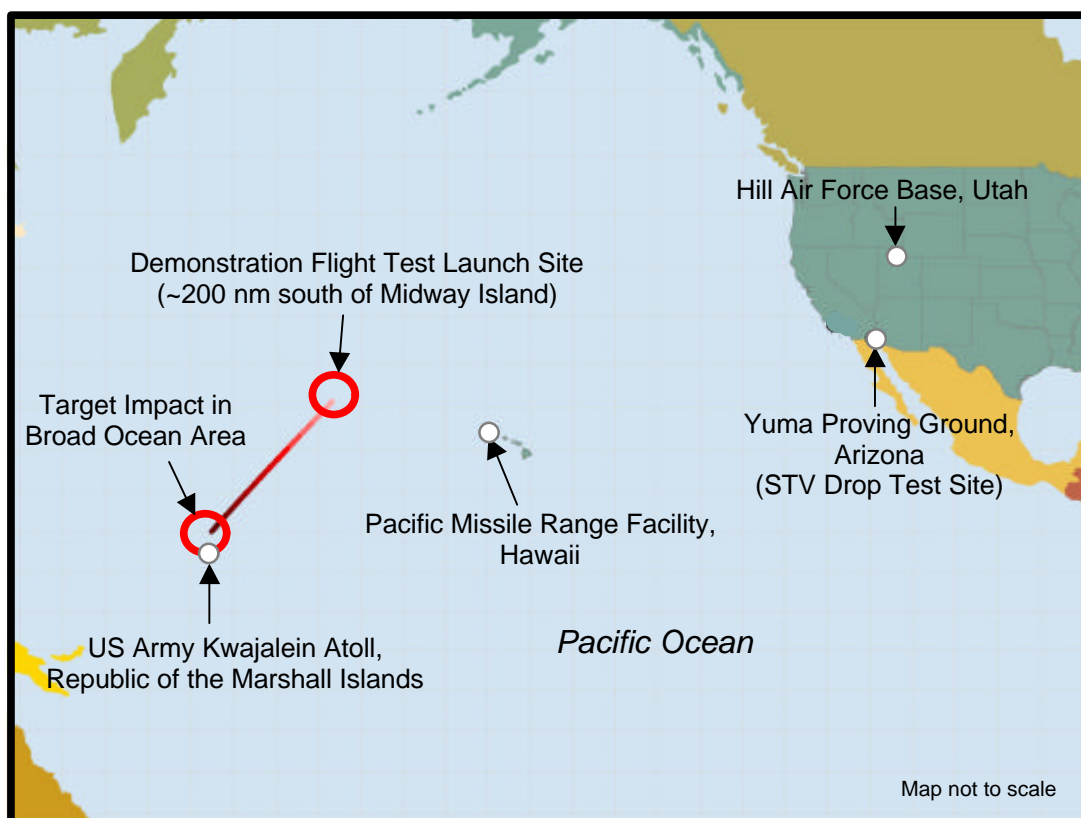 Hill Air Force Base, Utah
Demonstration Flight Test Launch Site
(~200 nm south of Midway Island)
Target Impact in
Broad Ocean Area
Yuma Proving Ground,
Arizona
(STV Drop Test Site)
Pacific Missile Range Facility,
Hawaii
US Army Kwajalein Atoll,
Republic of the Marshall Islands
Pacific Ocean
Map not to scale